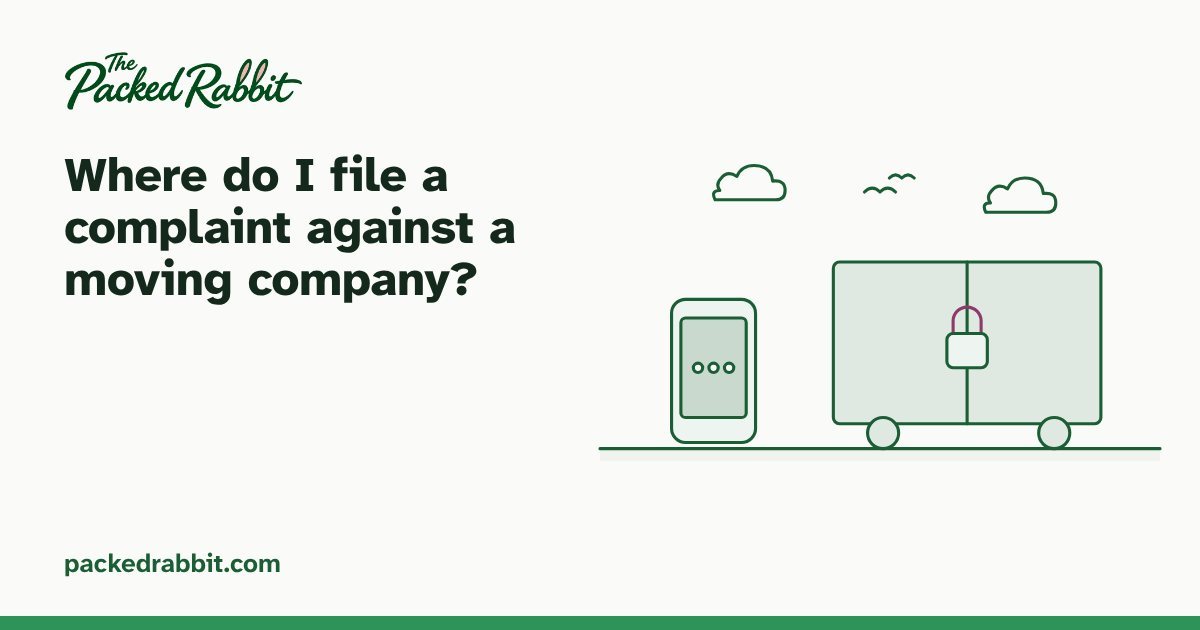 The
Packed Rabbit
Where do I file a
complaint against a
moving company?
packedrabbit.com